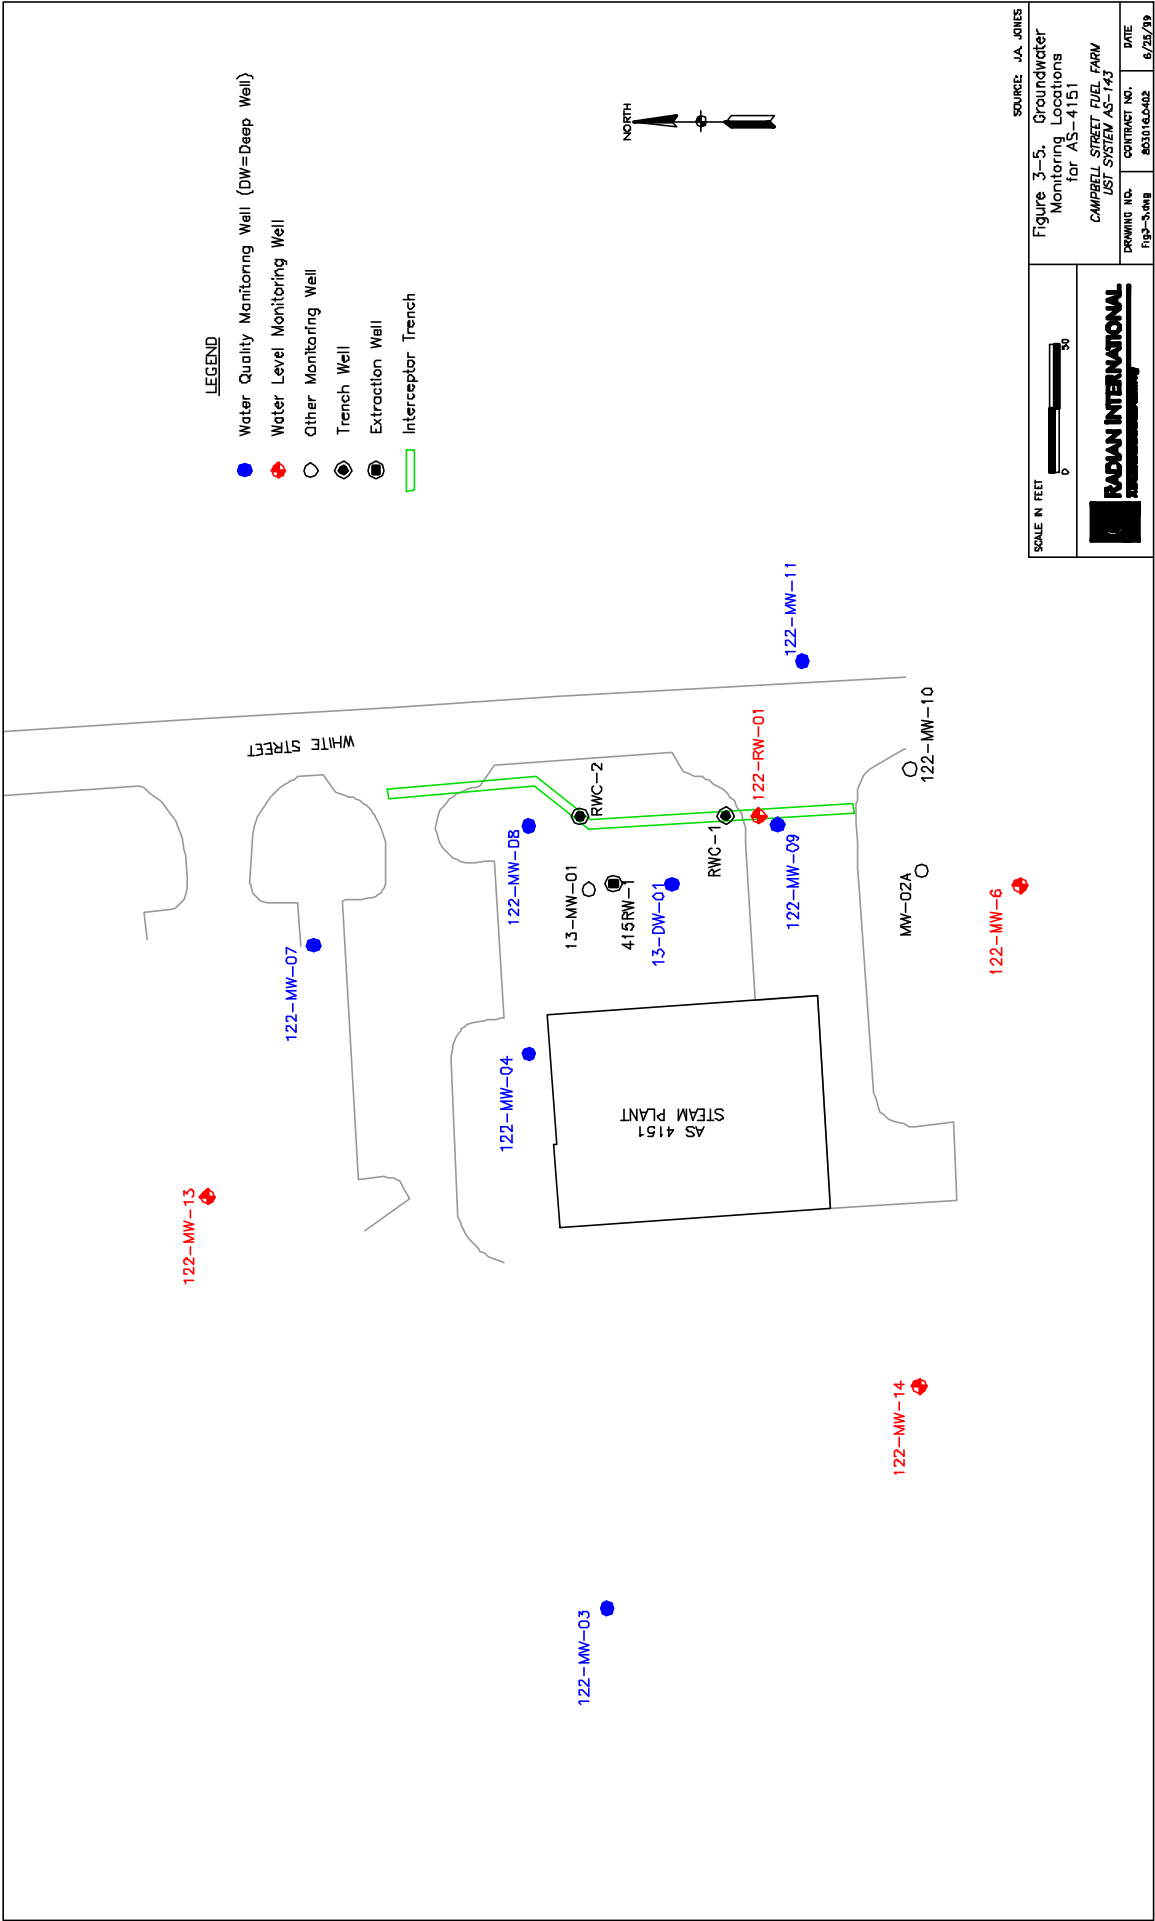 LEGEND
Water Quality Monitoring Well (DW=Deep Well)
Water Level Monitoring Well
Other Monitoring Well
Trench Well
Extraction Well
Interceptor Trench
NORTH
WHITE STREET
122-MW-11
122-MW-10
122-RW-01
RWC-2
RWC-1
122-MW-08
122-MW-09
13-MW-01
415RW-1
13-DW-01
MW-02A
122-MW-6
122-MW-07
122-MW-04
AS 4151
STEAM PLANT
122-MW-13
122-MW-14
122-MW-03
SOURCE: J.A. JONES
SCALE IN FEET
0 50
RADIAN INTERNATIONAL
Figure 3-5. Groundwater
Monitoring Locations
for AS-4151
CAMPBELL STREET FUEL FARM
UST SYSTEM AS-143
DRAWING NO.
Fig3-5.dwg
CONTRACT NO.
803016.0402
DATE
6/25/99